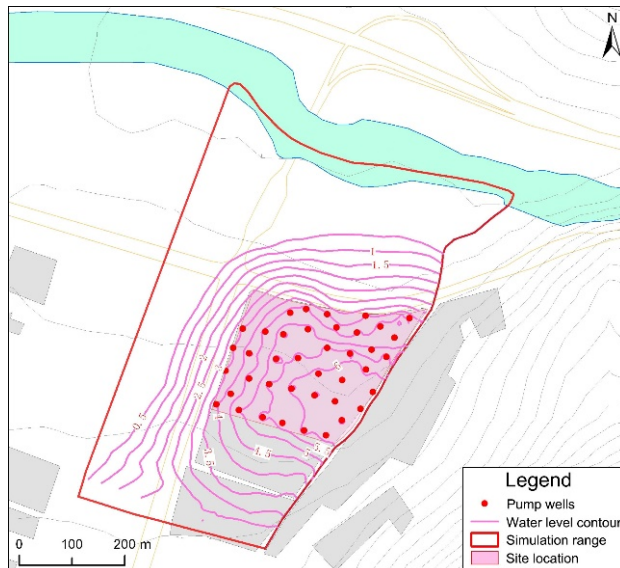 N
1
1.5
2.5
0.5
Legend
Pump wells
Water level contour
Simulation range
Site location
0 100 200 m